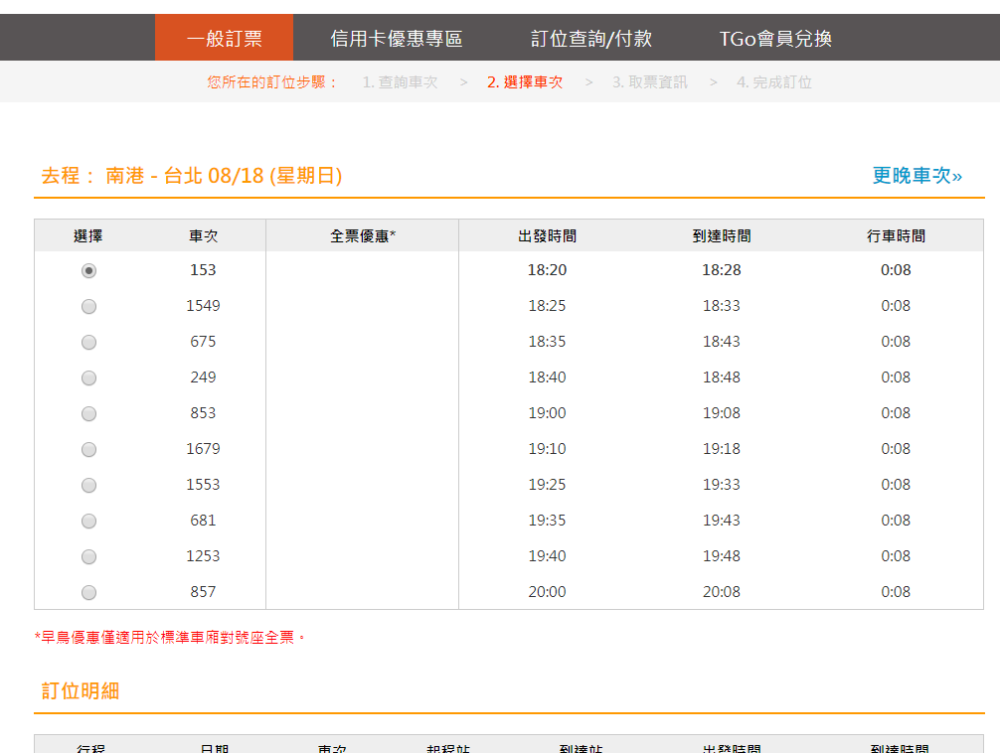 一般訂票 信用卡優惠專區 訂位查詢/付款 TGo會員兌換
您所在的訂位步驟： 1. 查詢車次 > 2. 選擇車次 > 3. 取票資訊 > 4. 完成訂位
去程： 南港 - 台北 08/18 (星期日) 更晚車次»
選擇 車次 全票優惠* 出發時間 到達時間 行車時間
153 18:20 18:28 0:08
1549 18:25 18:33 0:08
675 18:35 18:43 0:08
249 18:40 18:48 0:08
853 19:00 19:08 0:08
1679 19:10 19:18 0:08
1553 19:25 19:33 0:08
681 19:35 19:43 0:08
1253 19:40 19:48 0:08
857 20:00 20:08 0:08
*早鳥優惠僅適用於標準車廂對號座全票。
訂位明細
行程 日期 車次 起程站 到達站 出發時間 到達時間